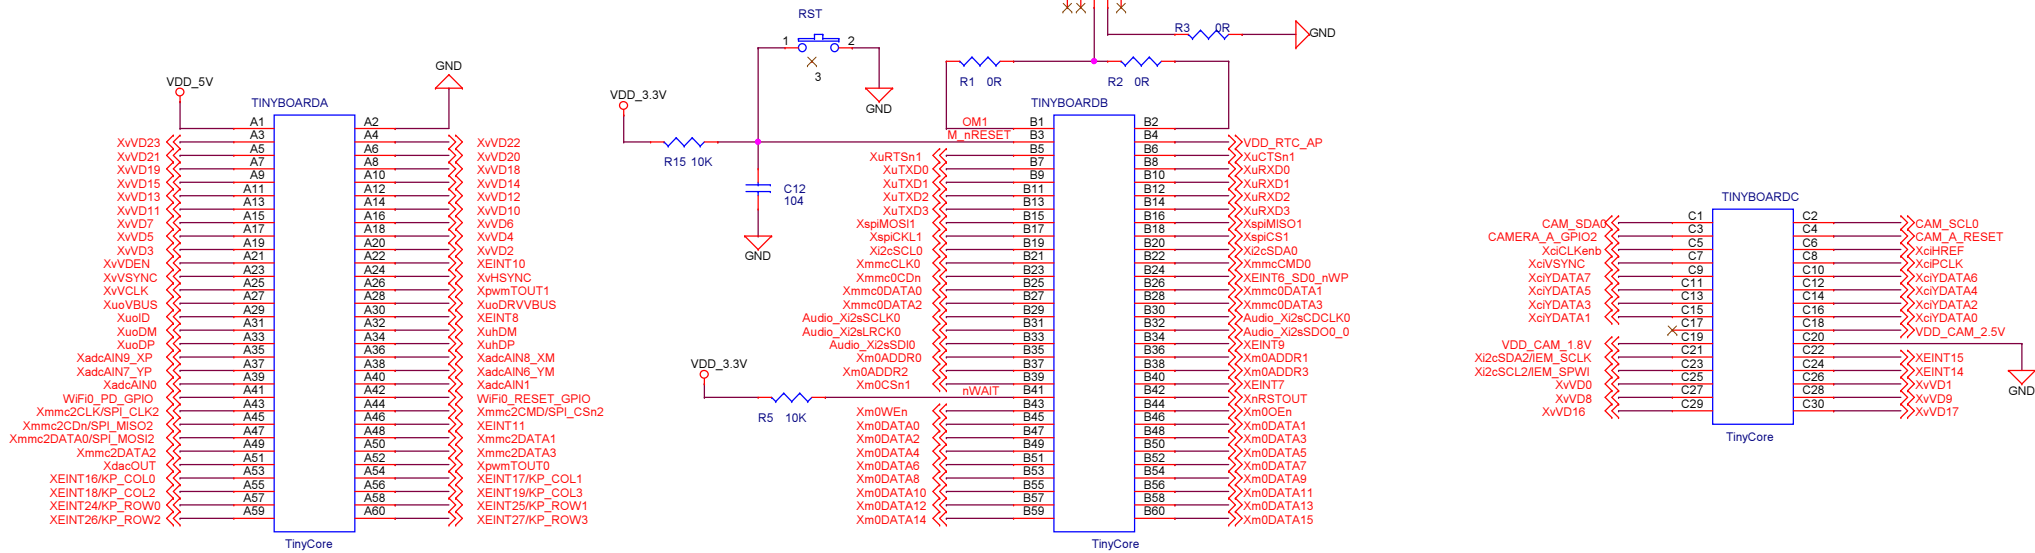 RST
1 2
3
GND
R3 0R
GND
R1 0R
R2 0R
GND
VDD_5V
VDD_3.3V
R15 10K
C12
104
GND
VDD_3.3V
R5 10K
TINYBOARDA
A1 A2
A3 A4
XvVD23 A5 A6 XvVD22
XvVD21 A7 A8 XvVD20
XvVD19 A9 A10 XvVD18
XvVD15 A11 A12 XvVD14
XvVD13 A13 A14 XvVD12
XvVD11 A15 A16 XvVD10
XvVD7 A17 A18 XvVD6
XvVD5 A19 A20 XvVD4
XvVD3 A21 A22 XvVD2
XvVDEN A23 A24 XEINT10
XvVSYNC A25 A26 XvHSYNC
XvVCLK A27 A28 XpwmTOUT1
XuoVBUS A29 A30 XuoDRVVBUS
XuoID A31 A32 XEINT8
XuoDM A33 A34 XuhDM
XuoDP A35 A36 XuhDP
XadcAIN9_XP A37 A38 XadcAIN8_XM
XadcAIN7_YP A39 A40 XadcAIN6_YM
XadcAIN0 A41 A42 XadcAIN1
WiFi0_PD_GPIO A43 A44 WiFi0_RESET_GPIO
Xmmc2CLK/SPI_CLK2 A45 A46 Xmmc2CMD/SPI_CSn2
Xmmc2CDn/SPI_MISO2 A47 A48 XEINT11
Xmmc2DATA0/SPI_MOSI2 A49 A50 Xmmc2DATA1
Xmmc2DATA2 A51 A52 Xmmc2DATA3
XdacOUT A53 A54 XpwmTOUT0
XEINT16/KP_COL0 A55 A56 XEINT17/KP_COL1
XEINT18/KP_COL2 A57 A58 XEINT19/KP_COL3
XEINT24/KP_ROW0 A59 A60 XEINT25/KP_ROW1
XEINT26/KP_ROW2 XEINT27/KP_ROW3
TinyCore
TINYBOARDB
OM1 B1 B2
M_nRESET B3 B4 VDD_RTC_AP
B5 B6
XuRTSn1 B7 B8 XuCTSn1
XuTXD0 B9 B10 XuRXD0
XuTXD1 B11 B12 XuRXD1
XuTXD2 B13 B14 XuRXD2
XuTXD3 B15 B16 XuRXD3
XspiMOSI1 B17 B18 XspiMISO1
XspiCKL1 B19 B20 XspiCS1
Xi2cSCL0 B21 B22 Xi2cSDA0
XmmcCLK0 B23 B24 XmmcCMD0
Xmmc0CDn B25 B26 XEINT6_SD0_nWP
Xmmc0DATA0 B27 B28 Xmmc0DATA1
Xmmc0DATA2 B29 B30 Xmmc0DATA3
Audio_Xi2sSCLK0 B31 B32 Audio_Xi2sCDCLK0
Audio_Xi2sLRCK0 B33 B34 Audio_Xi2sSDO0_0
Audio_Xi2sSDI0 B35 B36 XEINT9
Xm0ADDR0 B37 B38 Xm0ADDR1
Xm0ADDR2 B39 B40 Xm0ADDR3
Xm0CSn1 XEINT7
nWAIT B41 B42 XnRSTOUT
B43 B44
Xm0WEn B45 B46 Xm0OEn
Xm0DATA0 B47 B48 Xm0DATA1
Xm0DATA2 B49 B50 Xm0DATA3
Xm0DATA4 B51 B52 Xm0DATA5
Xm0DATA6 B53 B54 Xm0DATA7
Xm0DATA8 B55 B56 Xm0DATA9
Xm0DATA10 B57 B58 Xm0DATA11
Xm0DATA12 B59 B60 Xm0DATA13
Xm0DATA14 Xm0DATA15
TinyCore
TINYBOARDC
C1 C2
CAM_SDA0 C3 C4 CAM_SCL0
CAMERA_A_GPIO2 C5 C6 CAM_A_RESET
XciCLKenb C7 C8 XciHREF
XciVSYNC C9 C10 XciPCLK
XciYDATA7 C11 C12 XciYDATA6
XciYDATA5 C13 C14 XciYDATA4
XciYDATA3 C15 C16 XciYDATA2
XciYDATA1 C17 C18 XciYDATA0
VDD_CAM_2.5V
VDD_CAM_1.8V C19 C20
Xi2cSDA2/IEM_SCLK C21 C22 XEINT15
Xi2cSCL2/IEM_SPWI C23 C24 XEINT14
XvVD0 C25 C26 XvVD1
XvVD8 C27 C28 XvVD9
XvVD16 C29 C30 XvVD17
GND
TinyCore